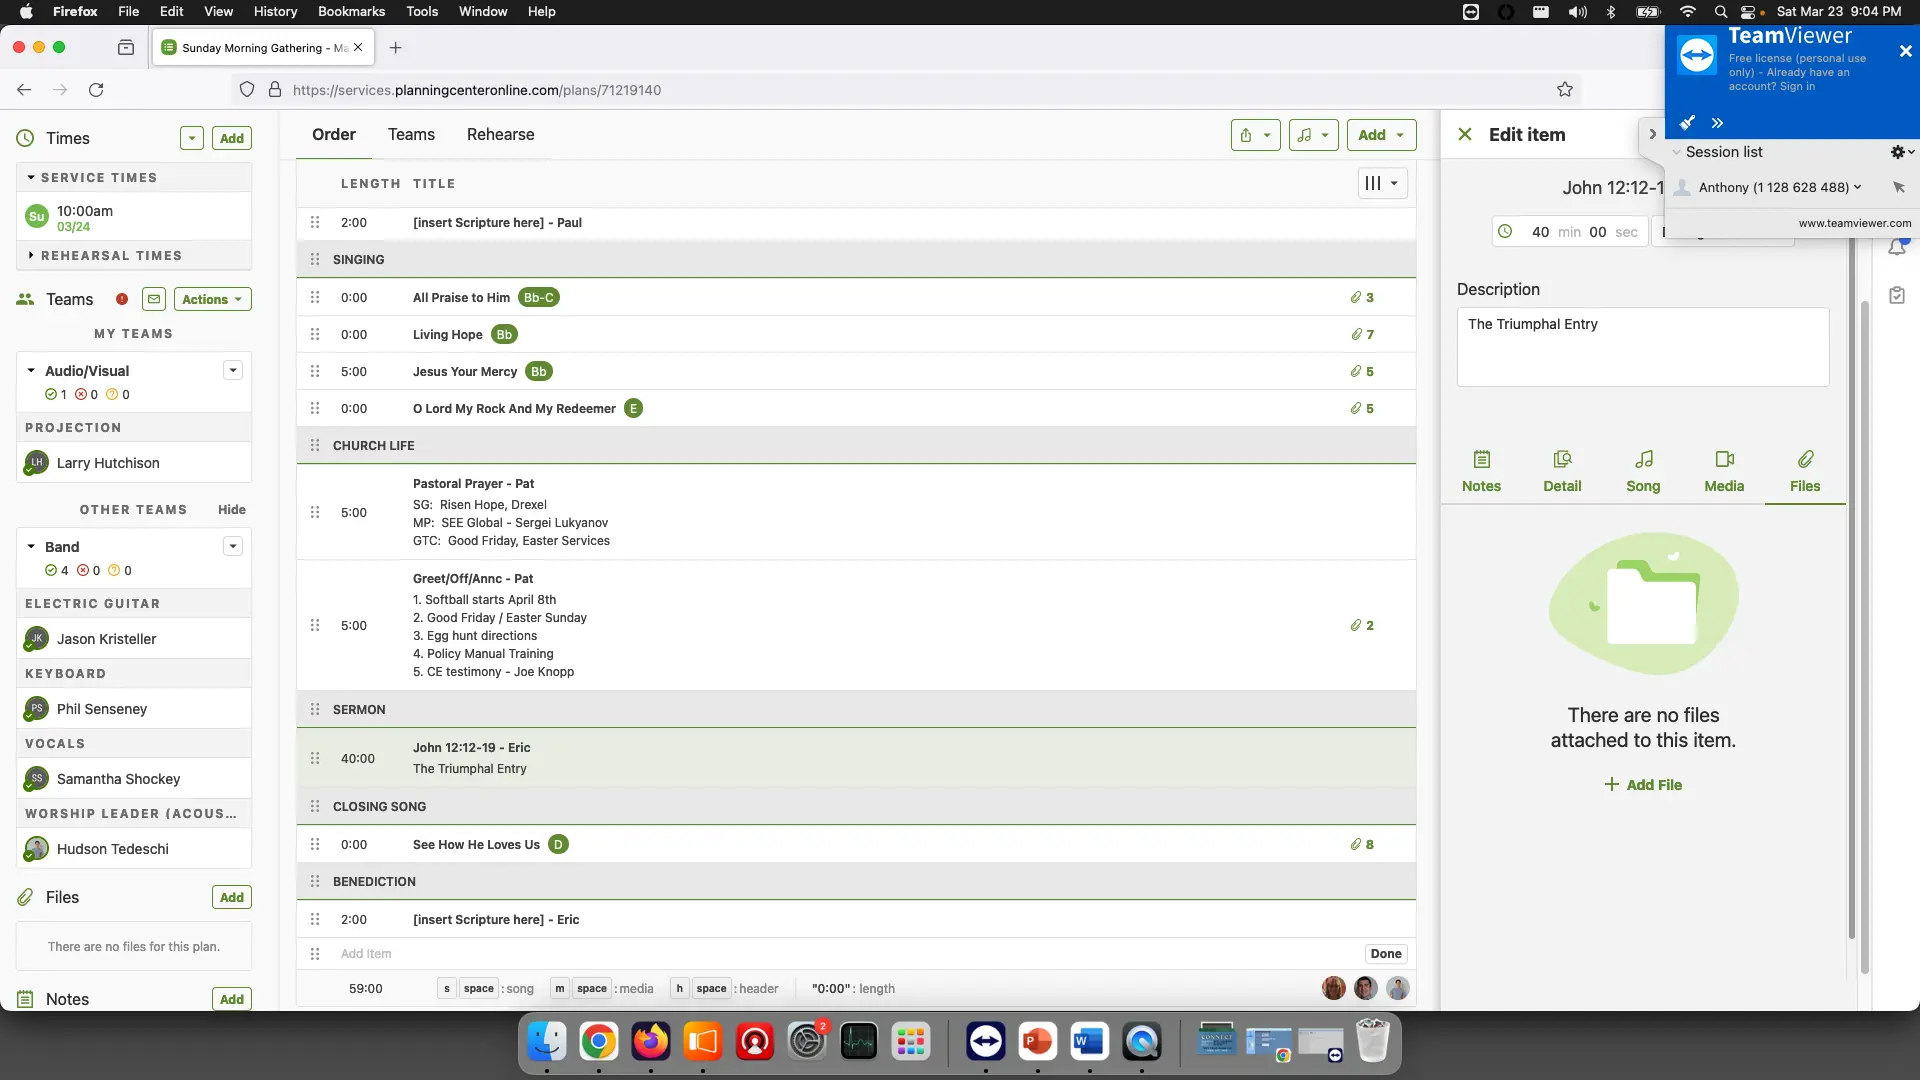 Firefox File Edit View History Bookmarks Tools Window Help
Sat Mar 23 9:04 PM
Sunday Morning Gathering - Ma
https://services.planningcenteronline.com/plans/71219140
TeamViewer
Free license (personal use
only) - Already have an
account? Sign in
Session list
Anthony (1 128 628 488)
www.teamviewer.com
Times
Add
SERVICE TIMES
Su
10:00am
03/24
REHEARSAL TIMES
Teams
Actions
MY TEAMS
Audio/Visual
1 0 0
PROJECTION
LH
Larry Hutchison
OTHER TEAMS
Hide
Band
4 0 0
ELECTRIC GUITAR
JK
Jason Kristeller
KEYBOARD
PS
Phil Senseney
VOCALS
SS
Samantha Shockey
WORSHIP LEADER (ACOUS...
Hudson Tedeschi
Files
Add
There are no files for this plan.
Notes
Add
Order Teams Rehearse
Add
LENGTH TITLE
2:00 [insert Scripture here] - Paul
SINGING
0:00 All Praise to Him Bb-C 3
0:00 Living Hope Bb 7
5:00 Jesus Your Mercy Bb 5
0:00 O Lord My Rock And My Redeemer E 5
CHURCH LIFE
5:00
Pastoral Prayer - Pat
SG: Risen Hope, Drexel
MP: SEE Global - Sergei Lukyanov
GTC: Good Friday, Easter Services
5:00
Greet/Off/Annc - Pat
1. Softball starts April 8th
2. Good Friday / Easter Sunday
3. Egg hunt directions
4. Policy Manual Training
5. CE testimony - Joe Knopp
2
SERMON
40:00
John 12:12-19 - Eric
The Triumphal Entry
CLOSING SONG
0:00 See How He Loves Us D 8
BENEDICTION
2:00 [insert Scripture here] - Eric
Add Item
Done
59:00 s space : song m space : media h space : header "0:00" : length
Edit item
John 12:12-1
40 min 00 sec
Description
The Triumphal Entry
Notes Detail Song Media Files
There are no files
attached to this item.
Add File
2
P
W
CONNECT